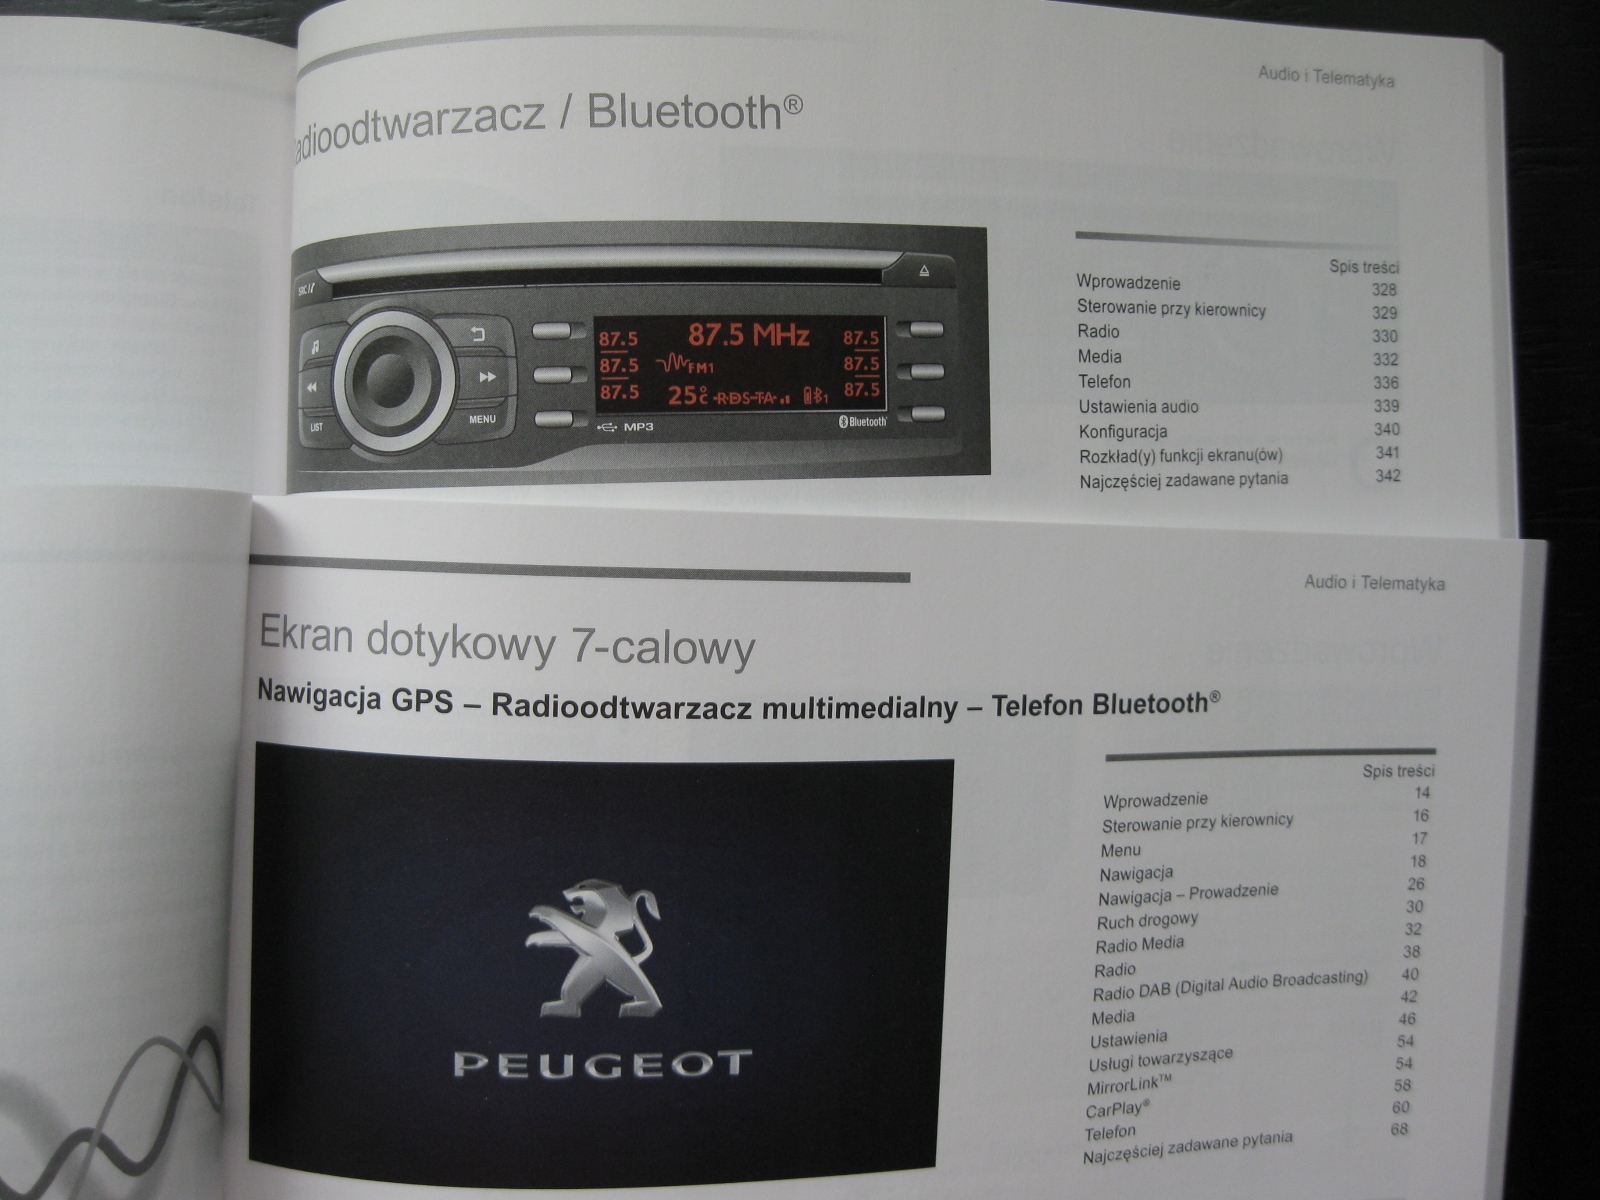 Audio i Telematyka
adioodtwarzacz / Bluetooth®
SRC
LIST
MENU
87.5 87.5 MHz 87.5
87.5 FM1 87.5
87.5 25°C RDS-TA 1 87.5
MP3
Bluetooth
Spis treści
Wprowadzenie 328
Sterowanie przy kierownicy 329
Radio 330
Media 332
Telefon 336
Ustawienia audio 339
Konfiguracja 340
Rozkład(y) funkcji ekranu(ów) 341
Najczęściej zadawane pytania 342
Audio i Telematyka
Ekran dotykowy 7-calowy
Nawigacja GPS – Radioodtwarzacz multimedialny – Telefon Bluetooth®
PEUGEOT
Spis treści
Wprowadzenie 14
Sterowanie przy kierownicy 16
Menu 17
Nawigacja 18
Nawigacja – Prowadzenie 26
Ruch drogowy 30
Radio Media 32
Radio 38
Radio DAB (Digital Audio Broadcasting) 40
Media 42
Ustawienia 46
Usługi towarzyszące 54
MirrorLink™ 54
CarPlay® 58
Telefon 60
Najczęściej zadawane pytania 68